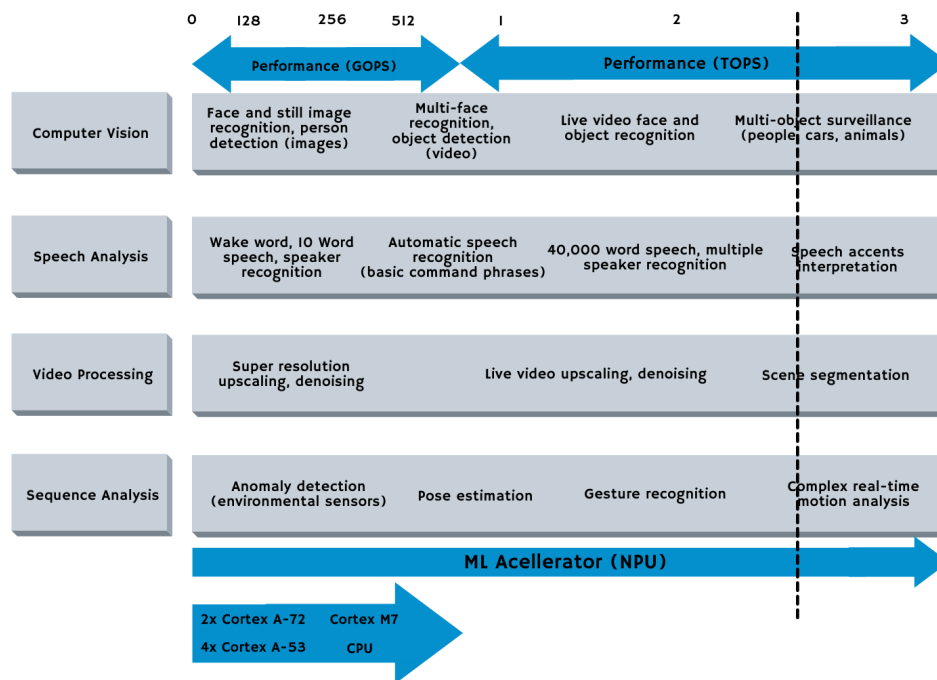 0 128 256 512 1 2 3
Performance (GOPS)
Performance (TOPS)
Computer Vision
Face and still image
recognition, person
detection (images)
Multi-face
recognition,
object detection
(video)
Live video face and
object recognition
Multi-object surveillance
(people, cars, animals)
Speech Analysis
Wake word, 10 Word
speech, speaker
recognition
Automatic speech
recognition
(basic command phrases)
40,000 word speech, multiple
speaker recognition
Speech accents
interpretation
Video Processing
Super resolution
upscaling, denoising
Live video upscaling, denoising
Scene segmentation
Sequence Analysis
Anomaly detection
(environmental sensors)
Pose estimation
Gesture recognition
Complex real-time
motion analysis
ML Acellerator (NPU)
2x Cortex A-72 Cortex M7
4x Cortex A-53 CPU